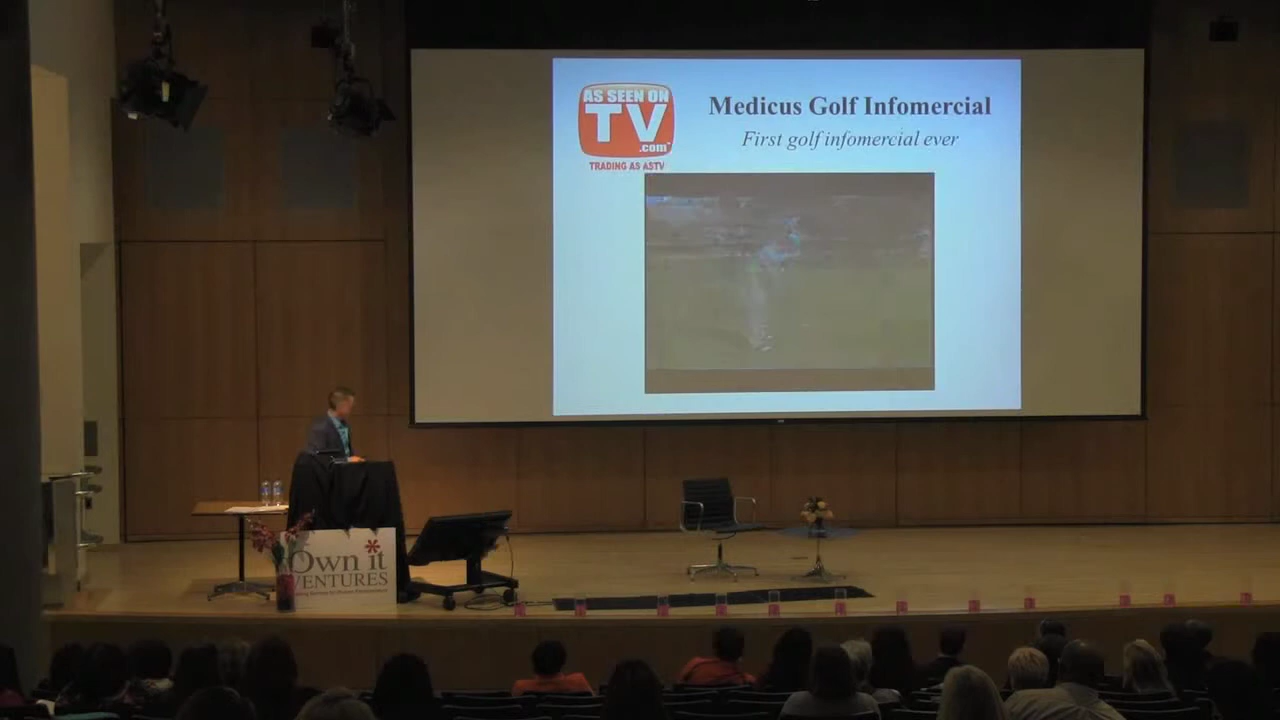 AS SEEN ON
TV
.com
TRADING AS ASTV
Medicus Golf Infomercial
First golf infomercial ever
Own it
VENTURES